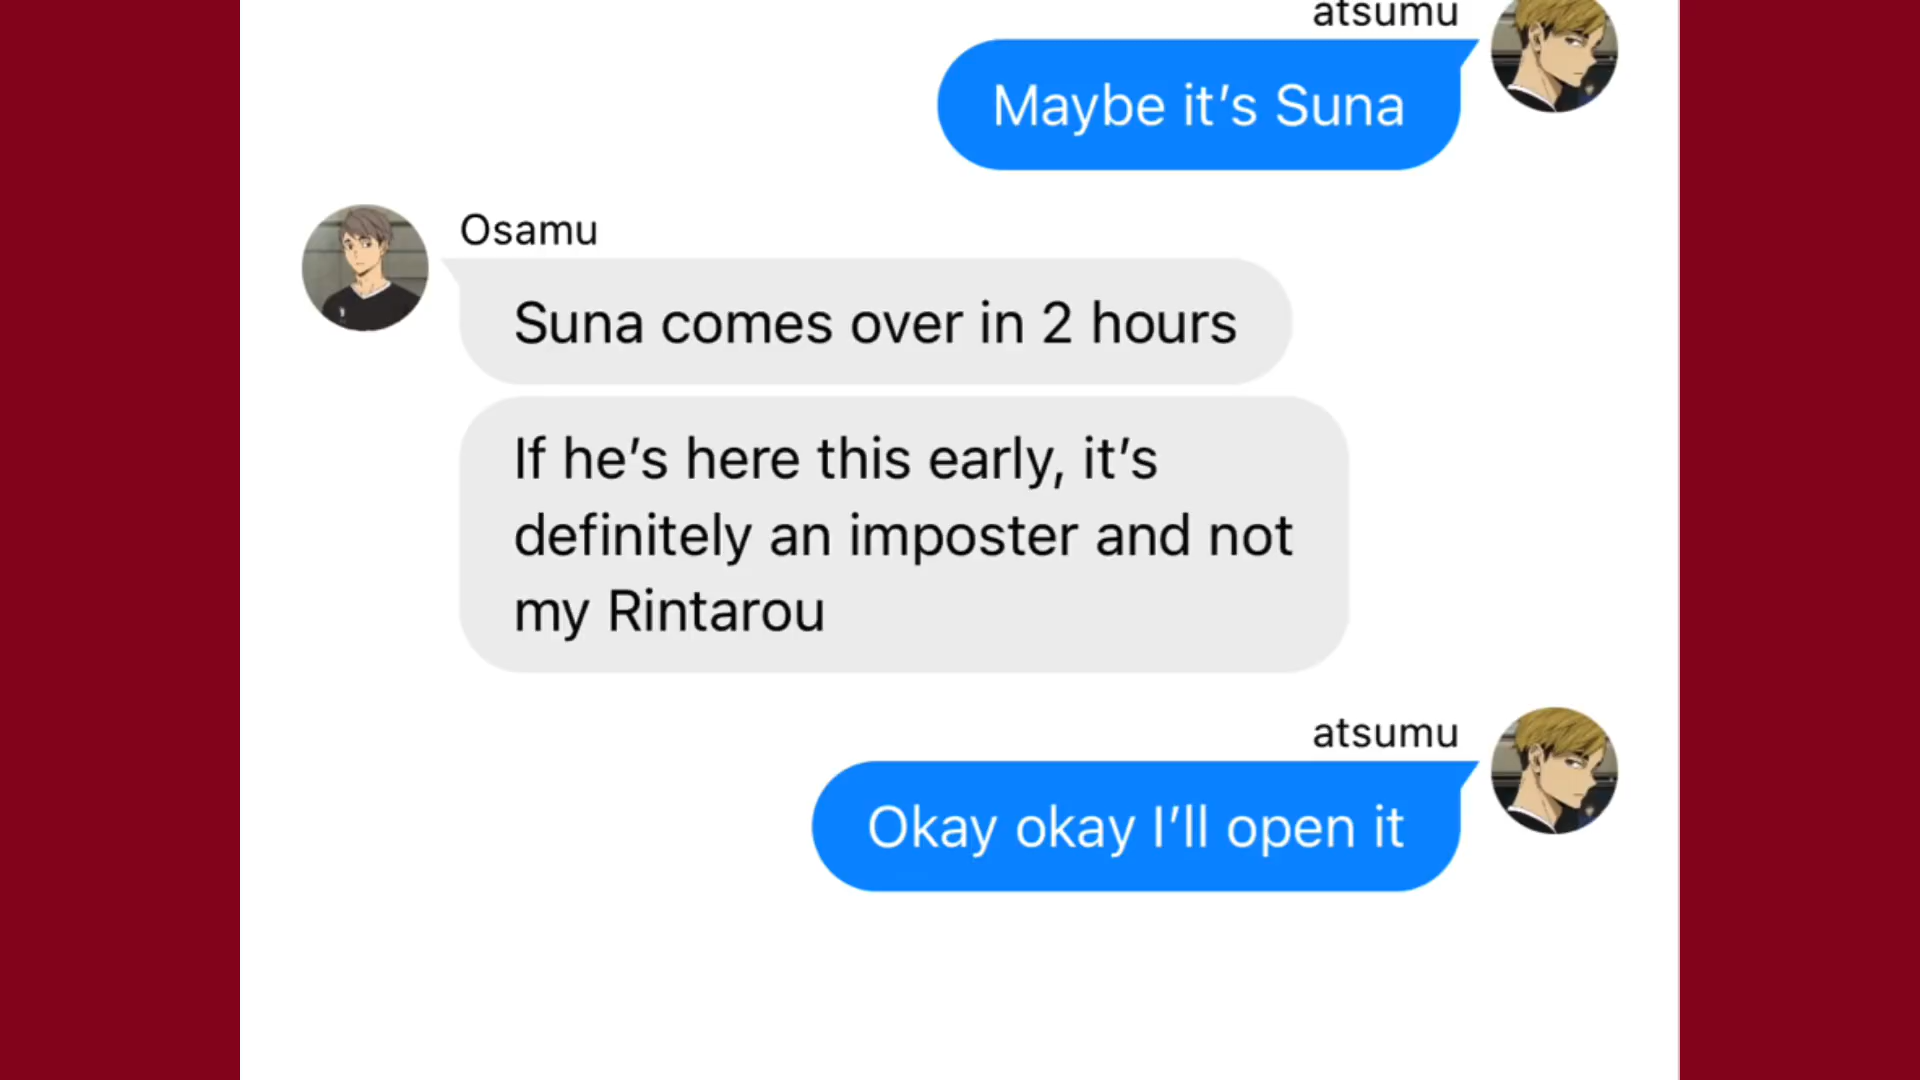 atsumu
Maybe it’s Suna
Osamu
Suna comes over in 2 hours
If he’s here this early, it’s
definitely an imposter and not
my Rintarou
atsumu
Okay okay I’ll open it